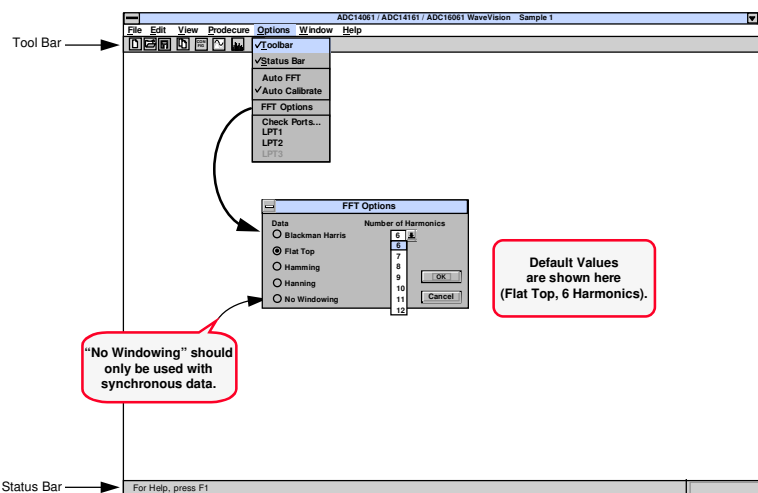 ADC14061 / ADC14161 / ADC16061 WaveVision Sample 1
File Edit View Prodecure Options Window Help
Tool Bar
CON
FIG
✓Toolbar
✓Status Bar
Auto FFT
✓Auto Calibrate
FFT Options
Check Ports...
LPT1
LPT2
LPT3
FFT Options
Data
Blackman Harris
Flat Top
Hamming
Hanning
No Windowing
Number of Harmonics
6
6
7
8
9
10
11
12
OK
Cancel
Default Values
are shown here
(Flat Top, 6 Harmonics).
“No Windowing” should
only be used with
synchronous data.
Status Bar
For Help, press F1